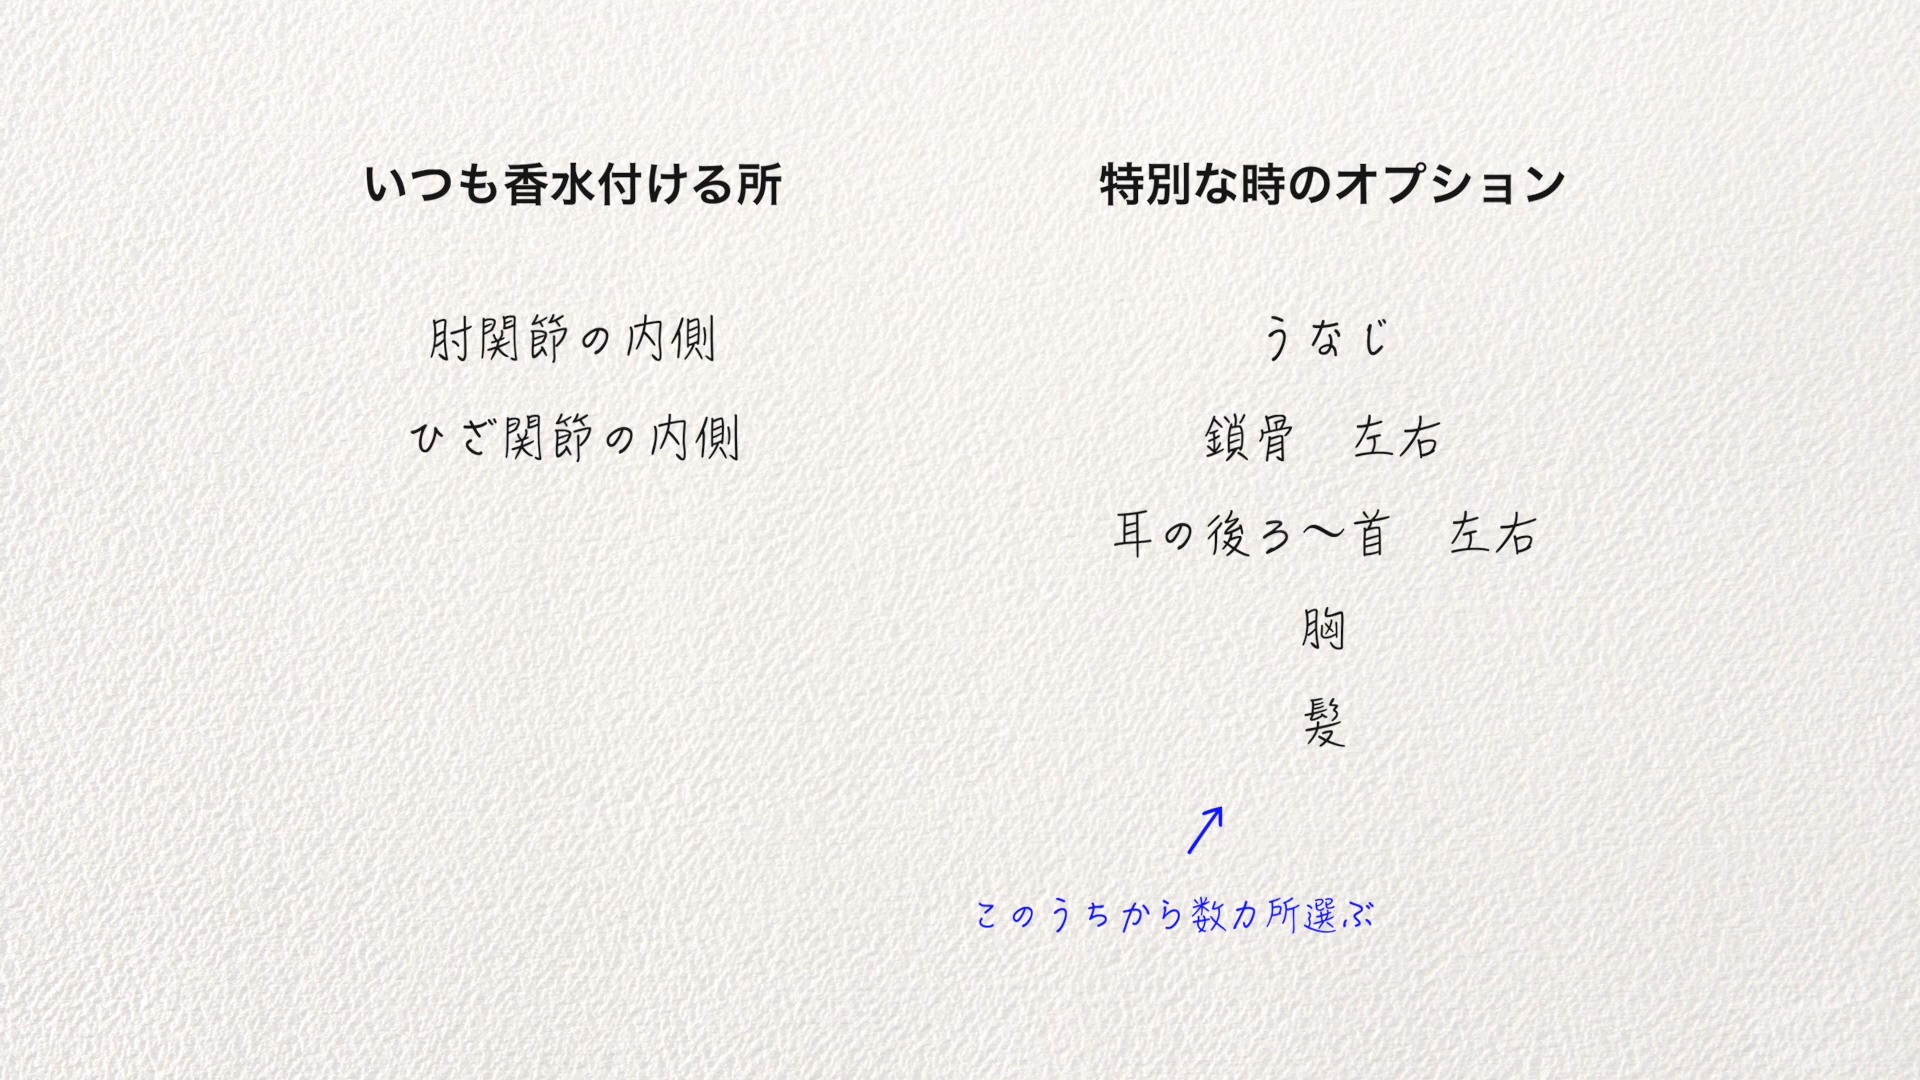 いつも香水付ける所
肘関節の内側
ひざ関節の内側
特別な時のオプション
うなじ
鎖骨　左右
耳の後ろ〜首　左右
胸
髪
このうちから数カ所選ぶ